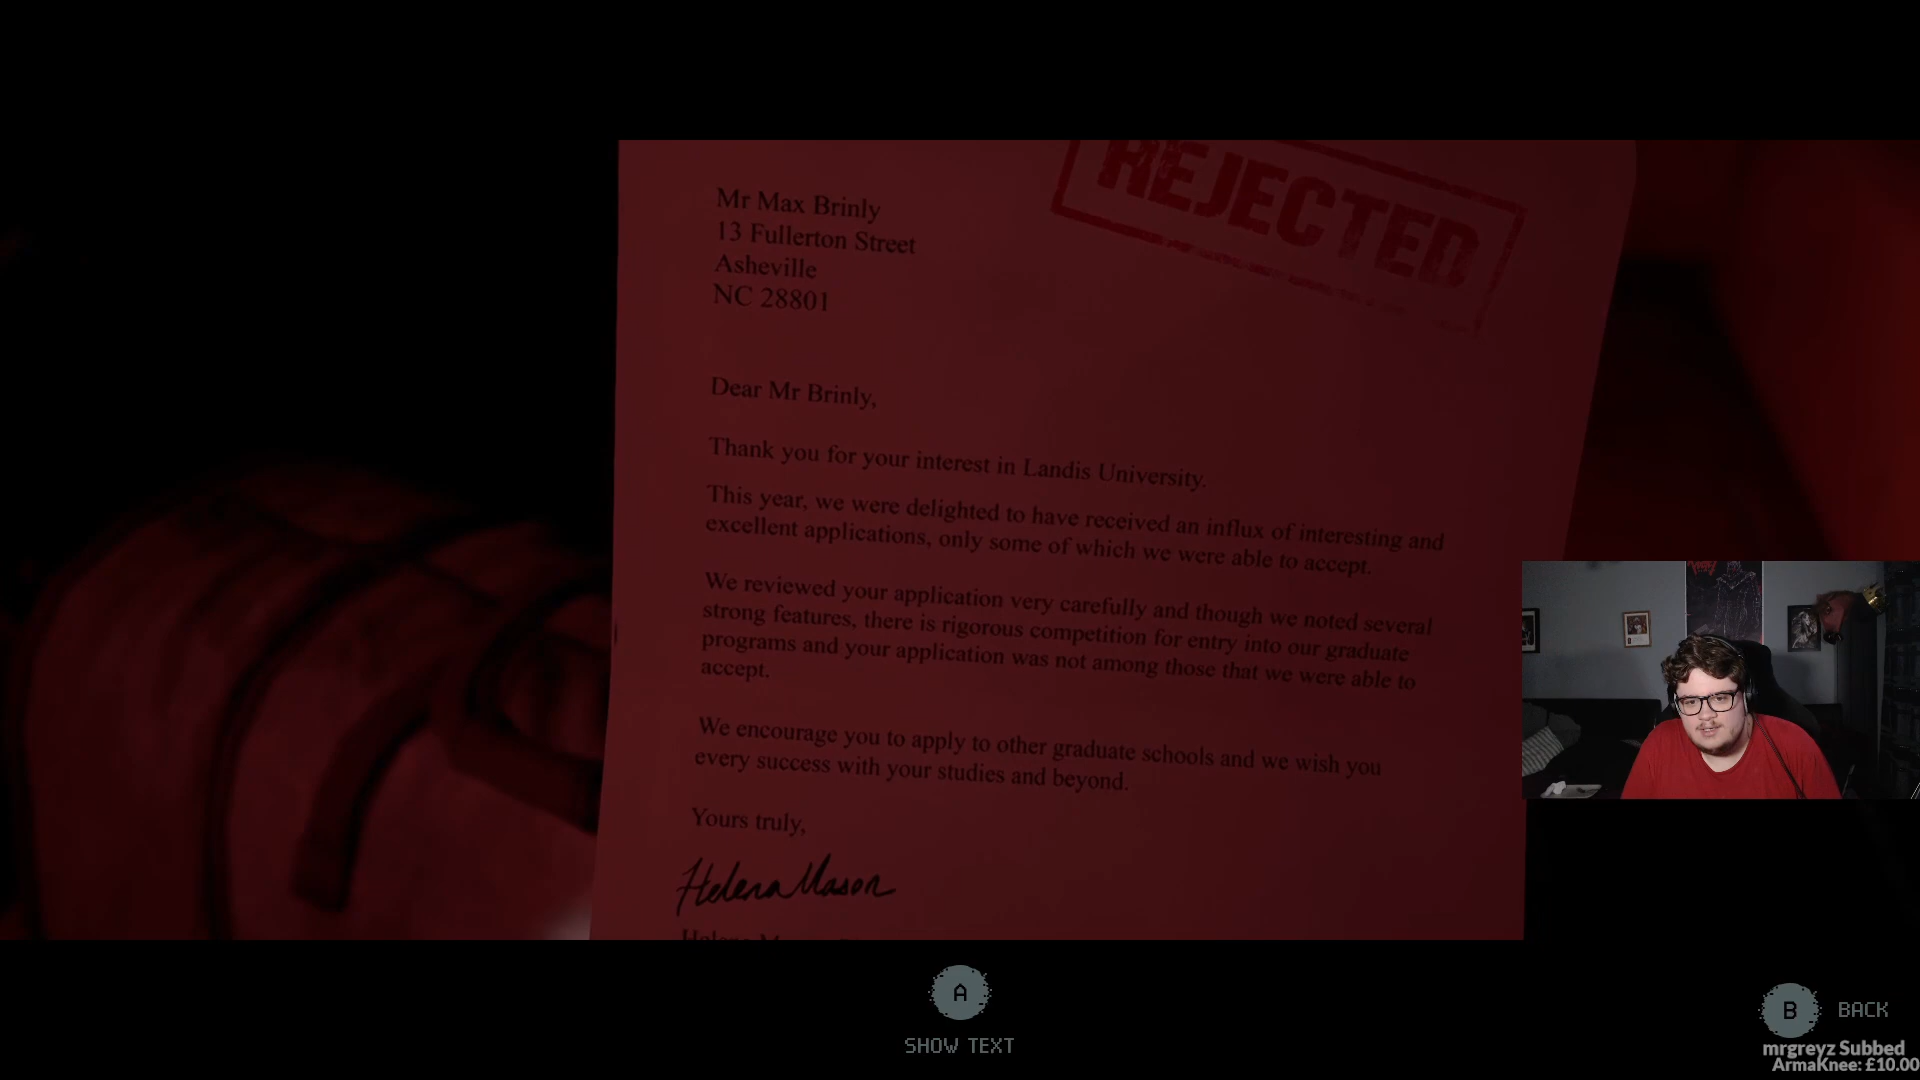 REJECTED
Mr Max Brinly
13 Fullerton Street
Asheville
NC 28801
Dear Mr Brinly,
Thank you for your interest in Landis University.
This year, we were delighted to have received an influx of interesting and
excellent applications, only some of which we were able to accept.
We reviewed your application very carefully and though we noted several
strong features, there is rigorous competition for entry into our graduate
programs and your application was not among those that we were able to
accept.
We encourage you to apply to other graduate schools and we wish you
every success with your studies and beyond.
Yours truly,
Helena Mason
A
SHOW TEXT
B BACK
mrgreyz Subbed
ArmaKnee: £10.00